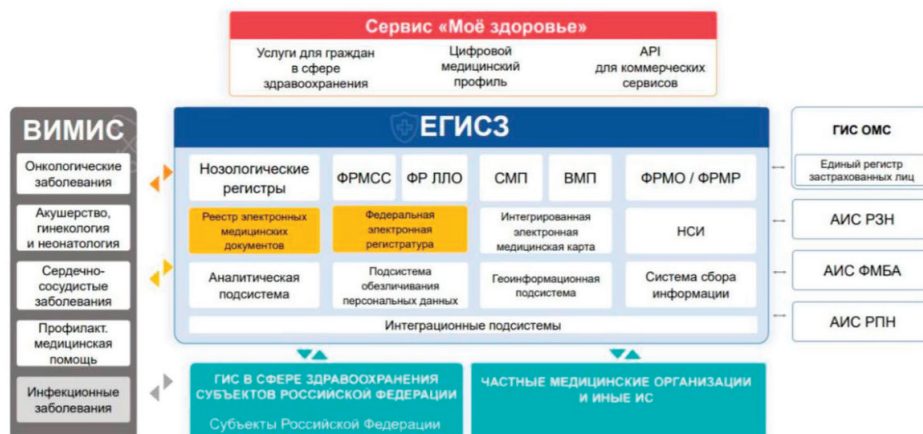 Сервис «Моё здоровье»
Услуги для граждан
в сфере
здравоохранения
Цифровой
медицинский
профиль
API
для коммерческих
сервисов
ВИМИС
Онкологические
заболевания
Акушерство,
гинекология
и неонатология
Сердечно-
сосудистые
заболевания
Профилакт.
медицинская
помощь
Инфекционные
заболевания
ЕГИСЗ
Нозологические
регистры
ФРМСС
ФР ЛЛО
СМП
ВМП
ФРМО / ФРМР
Реестр электронных
медицинских
документов
Федеральная
электронная
регистратура
Интегрированная
электронная
медицинская карта
НСИ
Аналитическая
подсистема
Подсистема
обезличивания
персональных данных
Геоинформационная
подсистема
Система сбора
информации
Интеграционные подсистемы
ГИС ОМС
Единый регистр
застрахованных лиц
АИС РЗН
АИС ФМБА
АИС РПН
ГИС В СФЕРЕ ЗДРАВООХРАНЕНИЯ
СУБЪЕКТОВ РОССИЙСКОЙ ФЕДЕРАЦИИ
Субъекты Российской Федерации
ЧАСТНЫЕ МЕДИЦИНСКИЕ ОРГАНИЗАЦИИ
И ИНЫЕ ИС